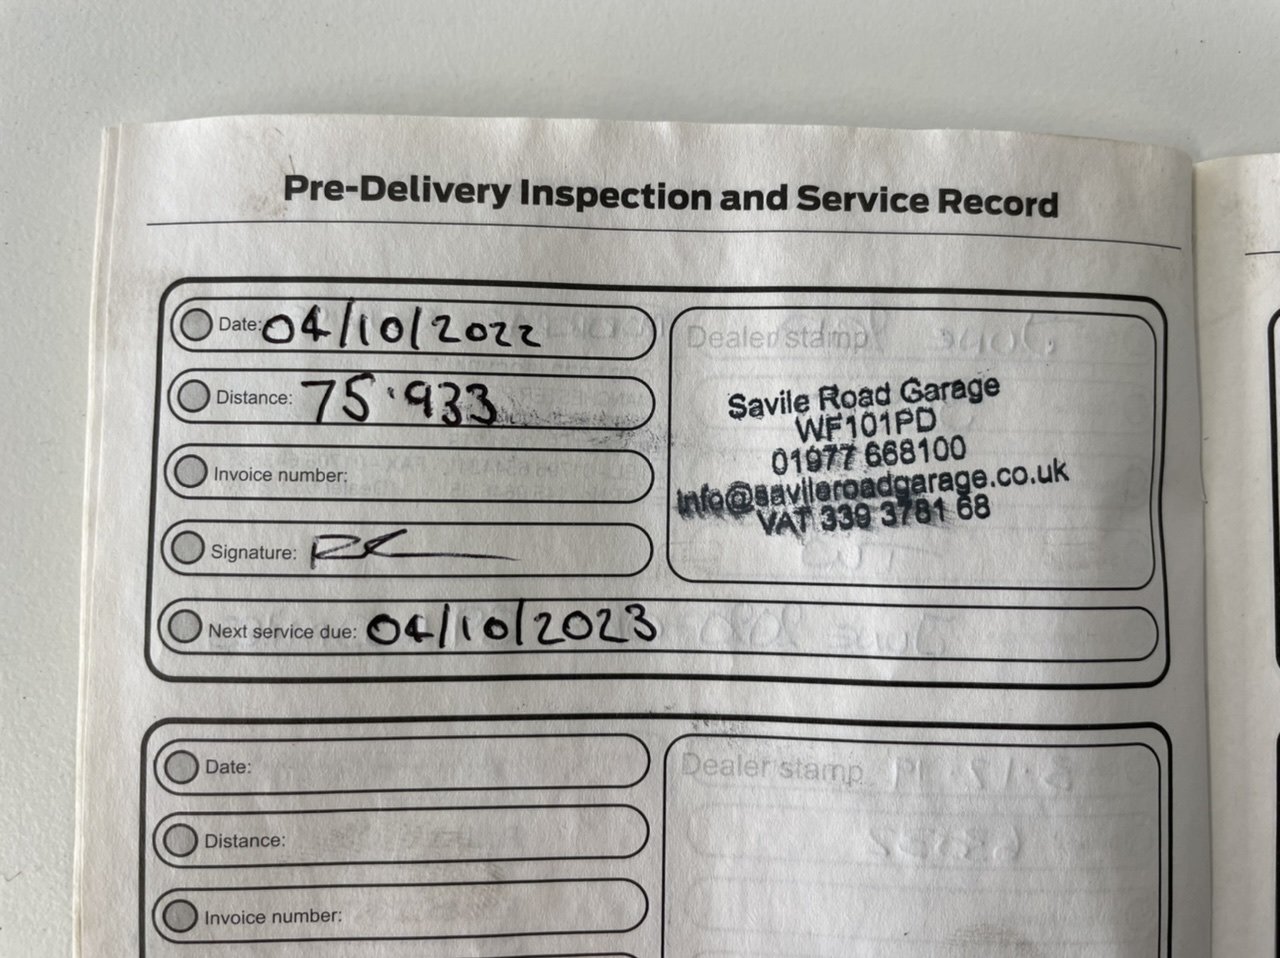 Pre-Delivery Inspection and Service Record
Date: 04/10/2022
Distance: 75.933
Invoice number:
Signature:
Next service due: 04/10/2023
Dealer stamp
Savile Road Garage
WF101PD
01977 668100
info@savileroadgarage.co.uk
VAT 339 3781 68
Date:
Distance:
Invoice number:
Dealer stamp